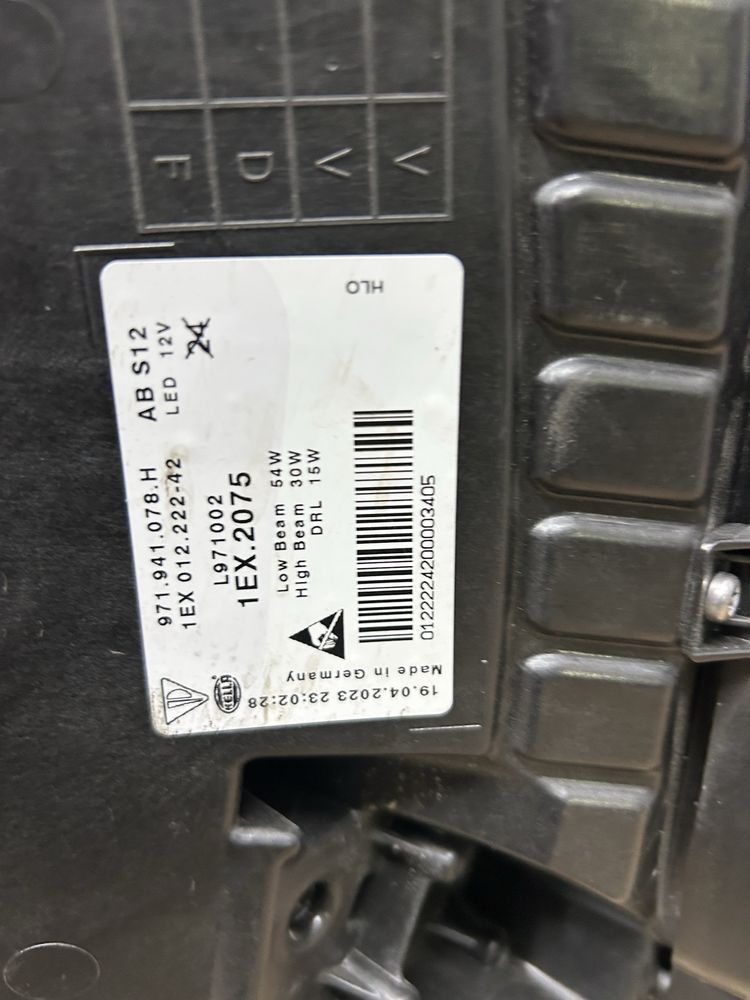 V
V
D
F
HLO
971.941.078.H AB S12
1EX 012.222-42 LED 12V
24
L971002
1EX.2075
Low Beam 54W
High Beam 30W
DRL 15W
0122224200003405
HELLA
Made in Germany
19.04.2023 23:02:28